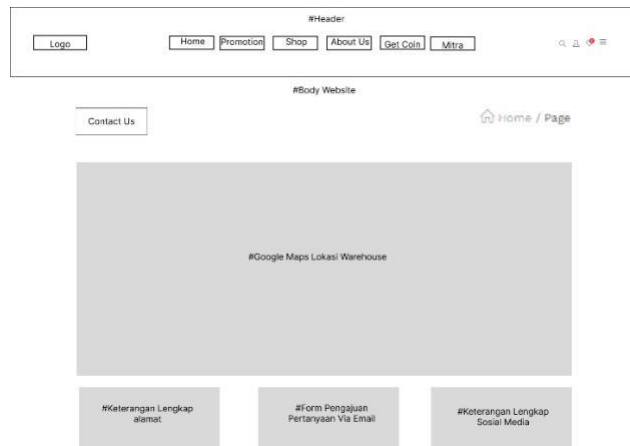 #Header
Logo
Home Promotion Shop About Us Get Coin Mitra
#Body Website
Contact Us
Home / Page
#Google Maps Lokasi Warehouse
#Keterangan Lengkap
alamat
#Form Pengajuan
Pertanyaan Via Email
#Keterangan Lengkap
Sosial Media